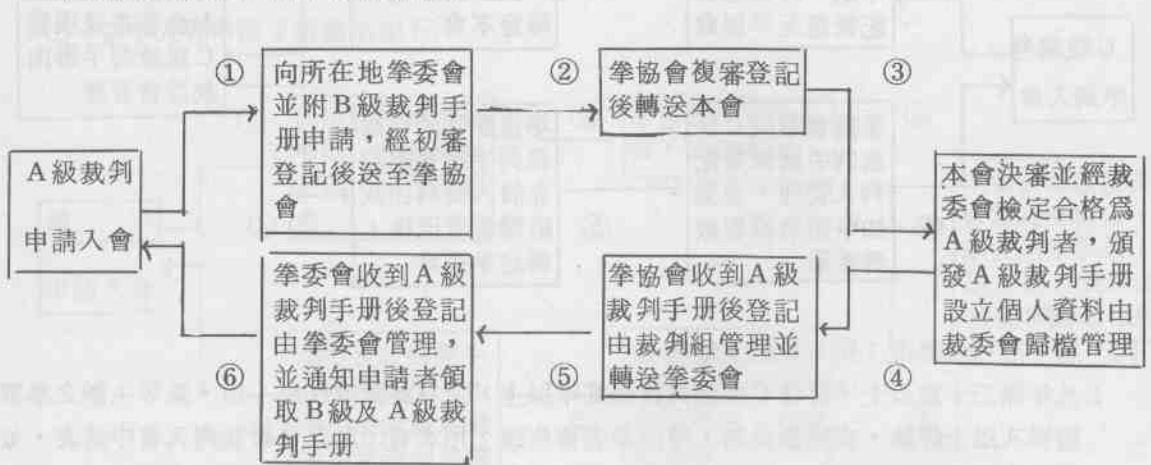 A級裁判
申請入會
①
向所在地拳委會
並附B級裁判手
册申請，經初審
登記後送至拳協
會
②
拳協會複審登記
後轉送本會
③
本會決審並經裁
委會檢定合格爲
A級裁判者，頒
發A級裁判手册
設立個人資料由
裁委會歸檔管理
④
拳協會收到A級
裁判手册後登記
由裁判組管理並
轉送拳委會
⑤
拳委會收到A級
裁判手册後登記
由拳委會管理，
並通知申請者領
取B級及A級裁
判手册
⑥